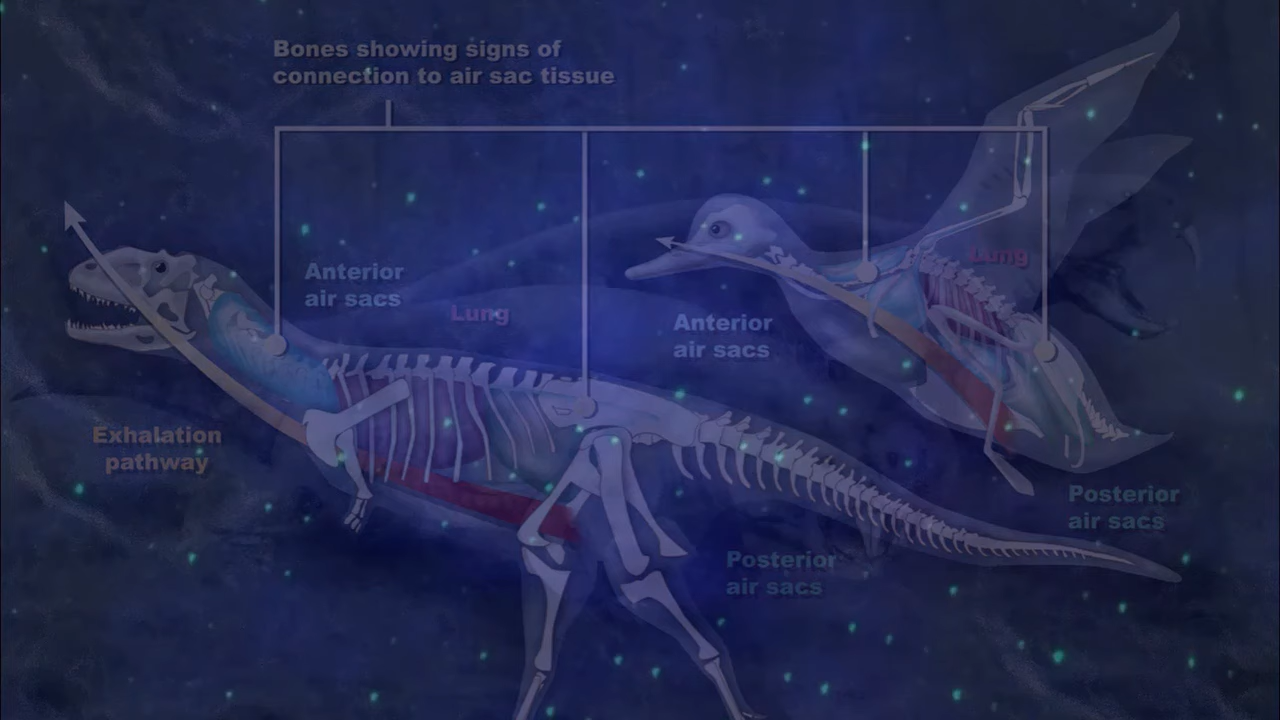 Bones showing signs of
connection to air sac tissue
Anterior
air sacs
Lung
Exhalation
pathway
Posterior
air sacs
Anterior
air sacs
Lung
Posterior
air sacs